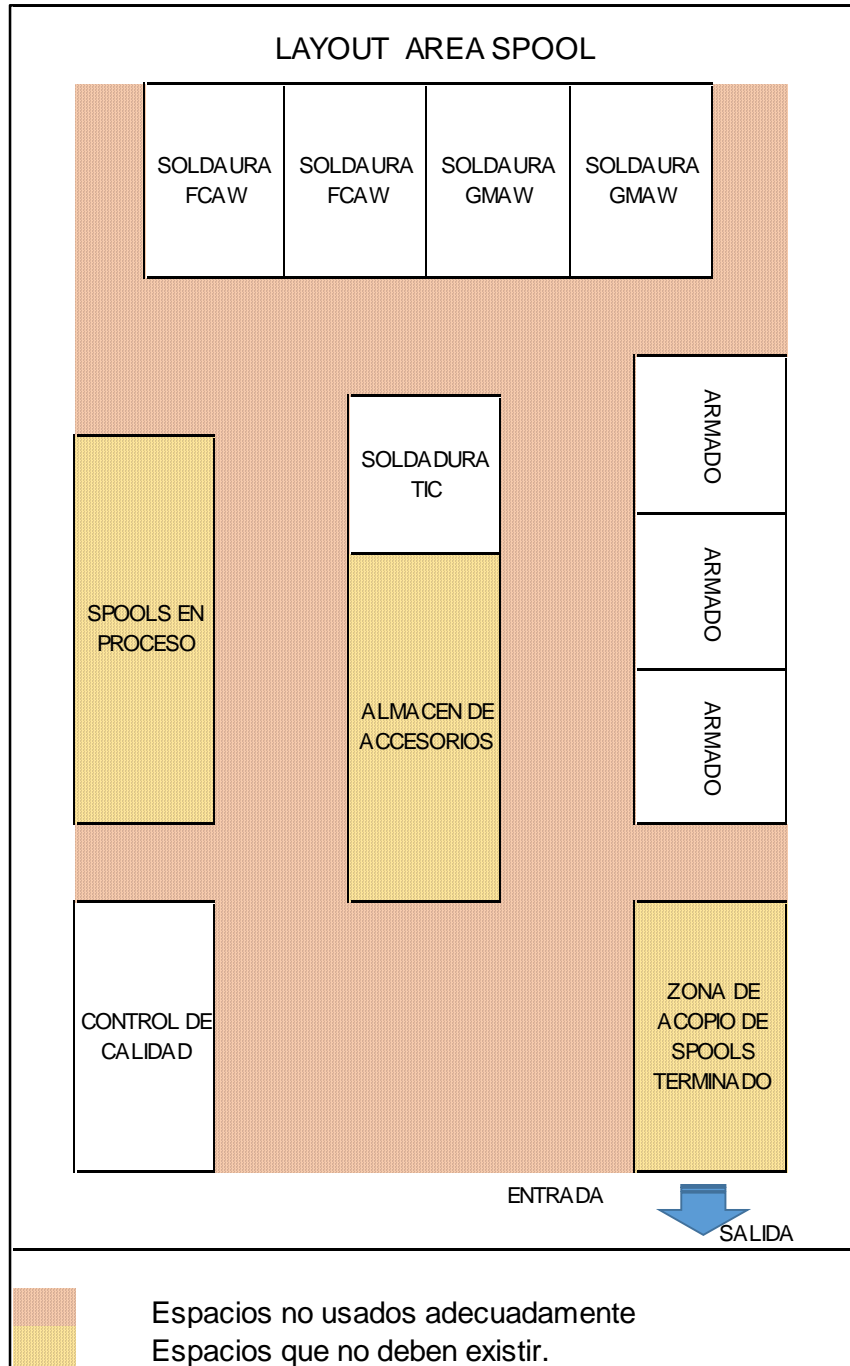 LAYOUT AREA SPOOL
SOLDAURA
FCAW
SOLDAURA
FCAW
SOLDAURA
GMAW
SOLDAURA
GMAW
ARMADO
SOLDADURA
TIC
ARMADO
SPOOLS EN
PROCESO
ALMACEN DE
ACCESORIOS
ARMADO
CONTROL DE
CALIDAD
ZONA DE
ACOPIO DE
SPOOLS
TERMINADO
ENTRADA
SALIDA
Espacios no usados adecuadamente
Espacios que no deben existir.